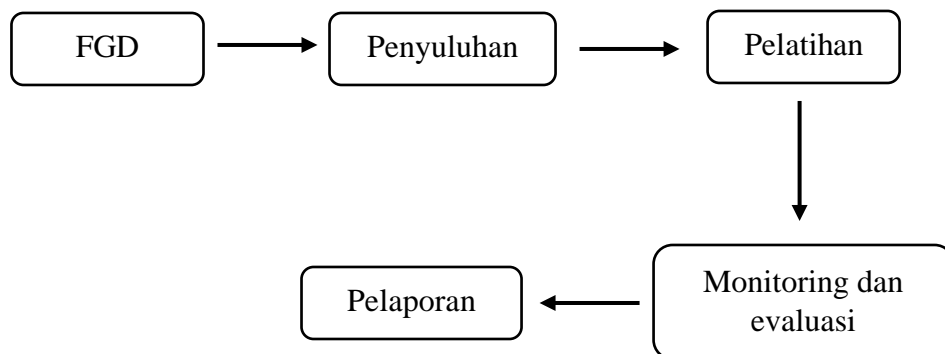 FGD
Penyuluhan
Pelatihan
Monitoring dan
evaluasi
Pelaporan